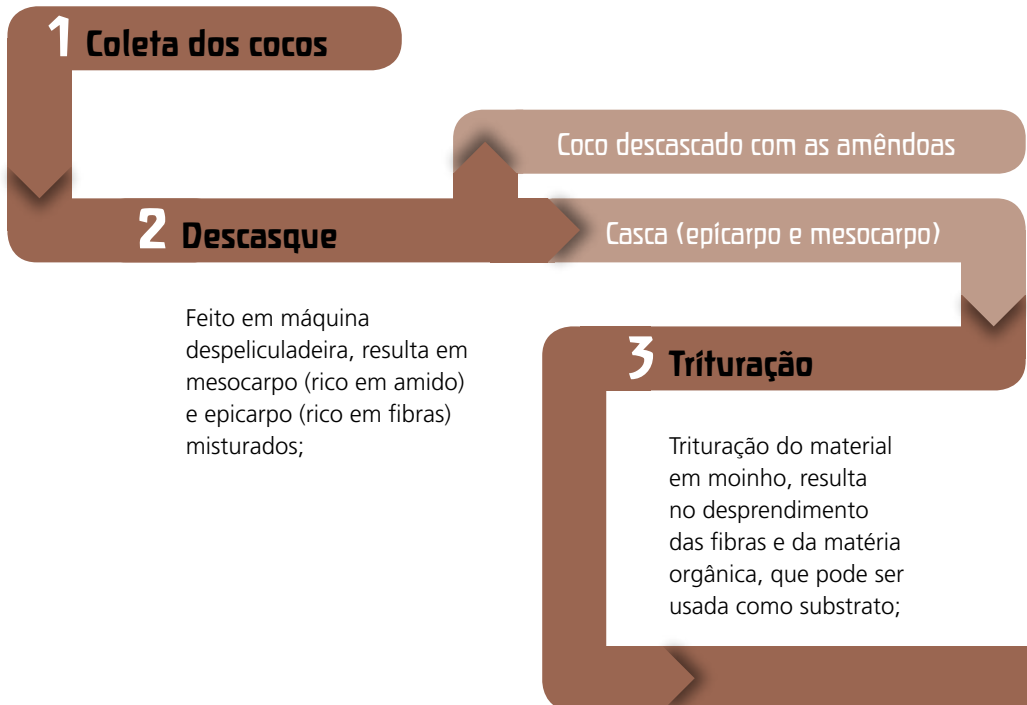 1 Coleta dos cocos
Coco descascado com as amêndoas
2 Descasque
Casca (epícarpo e mesocarpo)
Feito em máquina
despeliculadeira, resulta em
mesocarpo (rico em amido)
e epicarpo (rico em fibras)
misturados;
3 Tríturação
Trituração do material
em moinho, resulta
no desprendimento
das fibras e da matéria
orgânica, que pode ser
usada como substrato;